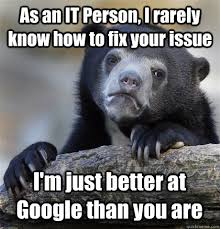 As an IT Person, I rarely
know how to fix your issue
I'm just better at
Google than you are